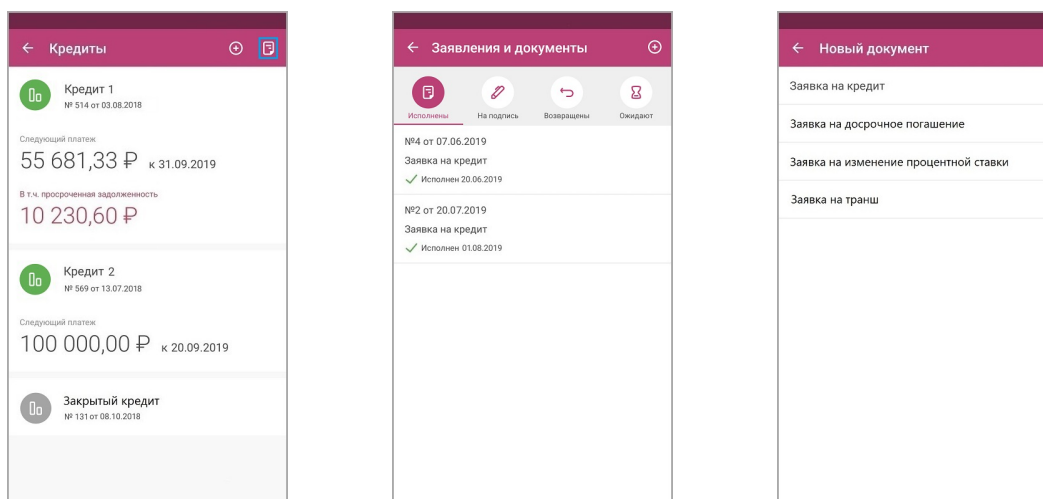 Кредиты
Кредит 1
№ 514 от 03.08.2018
Следующий платеж
55 681,33 ₽ к 31.09.2019
В т.ч. просроченная задолженность
10 230,60 ₽
Кредит 2
№ 569 от 13.07.2018
Следующий платеж
100 000,00 ₽ к 20.09.2019
Закрытый кредит
№ 131 от 08.10.2018
Заявления и документы
Исполнены На подпись Возвращены Ожидают
№4 от 07.06.2019
Заявка на кредит
Исполнен 20.06.2019
№2 от 20.07.2019
Заявка на кредит
Исполнен 01.08.2019
Новый документ
Заявка на кредит
Заявка на досрочное погашение
Заявка на изменение процентной ставки
Заявка на транш